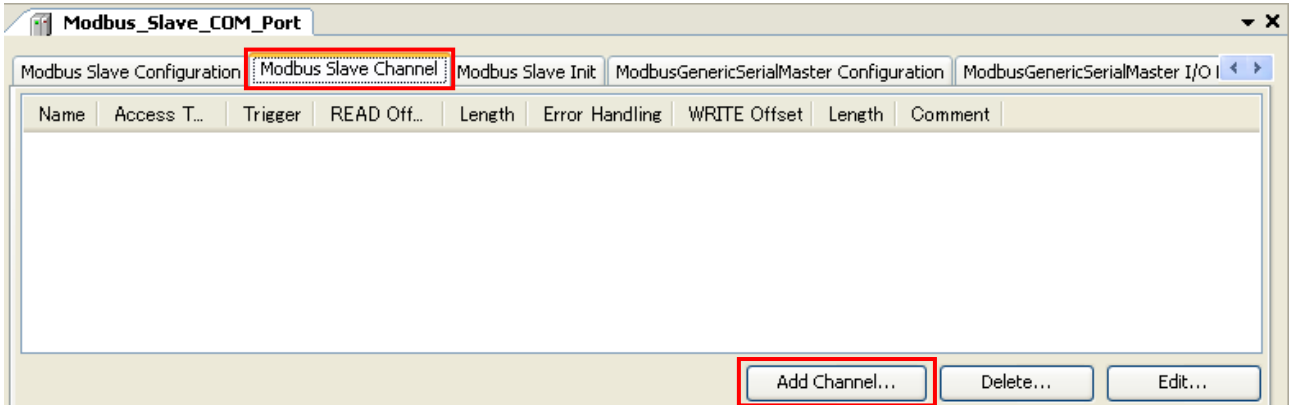 Modbus_Slave_COM_Port
Modbus Slave Configuration Modbus Slave Channel Modbus Slave Init ModbusGenericSerialMaster Configuration ModbusGenericSerialMaster I/O
Name Access T... Trigger READ Off... Length Error Handling WRITE Offset Length Comment
Add Channel... Delete... Edit...